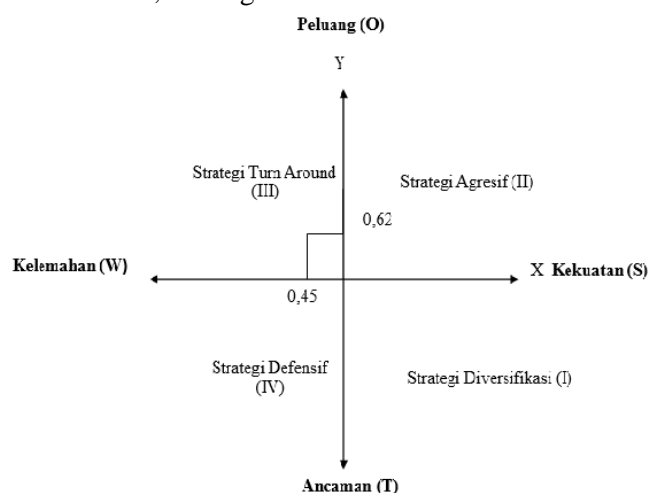 Peluang (O)
Y
Strategi Turn Around
(III)
Strategi Agresif (II)
0,62
Kelemahan (W)
X Kekuatan (S)
0,45
Strategi Defensif
(IV)
Strategi Diversifikasi (I)
Ancaman (T)